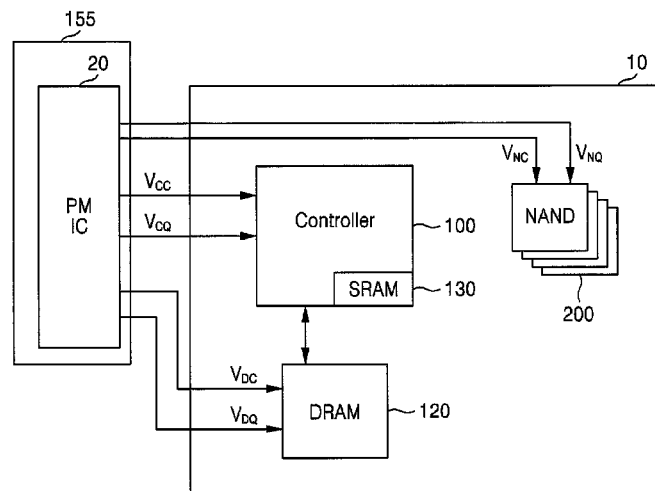 155
20
10
V_NC
V_NQ
V_CC
PM
IC
Controller
NAND
V_CQ
100
SRAM
130
200
V_DC
DRAM
120
V_DQ